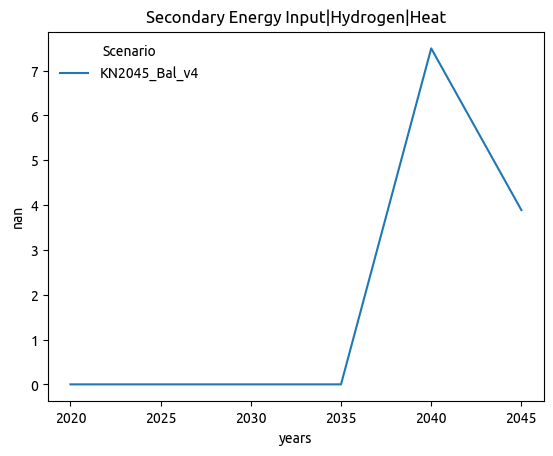 Secondary Energy Input|Hydrogen|Heat
Scenario
KN2045_Bal_v4
7
6
5
4
3
2
1
0
nan
2020 2025 2030 2035 2040 2045
years